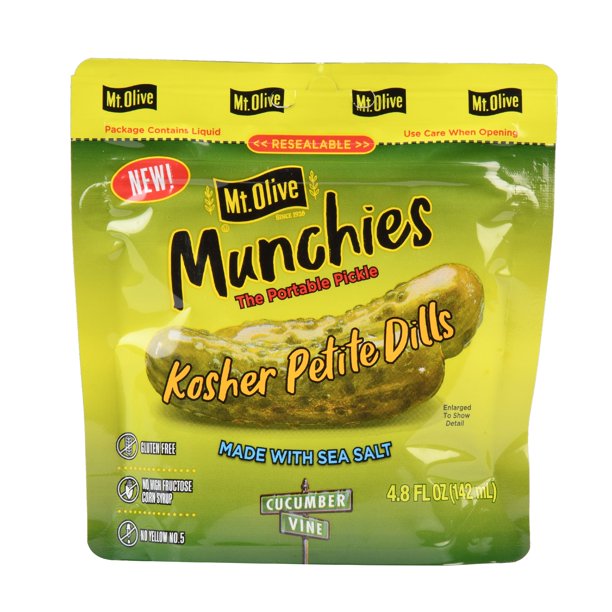 Mt. Olive Mt. Olive Mt. Olive Mt. Olive
Package Contains Liquid
<< RESEALABLE >>
Use Care When Opening
NEW!
Mt. Olive
SINCE 1926
®
Munchies
The Portable Pickle
Kosher Petite Dills
Enlarged
To Show
Detail
MADE WITH SEA SALT
GLUTEN FREE
NO HIGH FRUCTOSE
CORN SYRUP
NO YELLOW NO.5
4.8 FL OZ (142 mL)
CUCUMBER
VINE